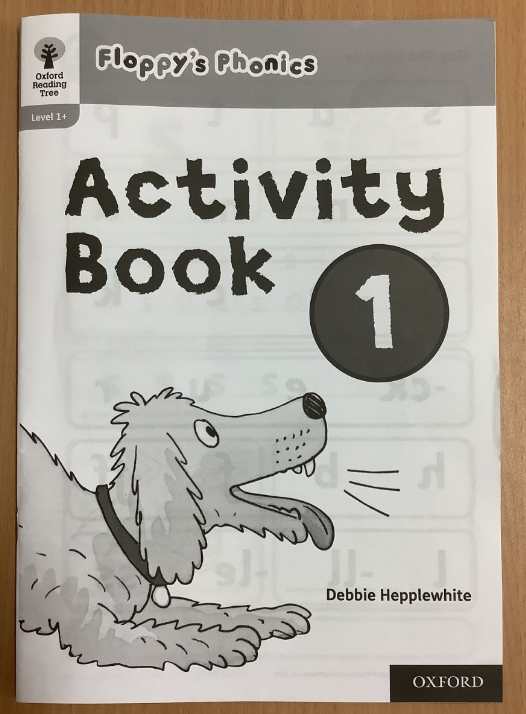 Floppy's Phonics
Oxford
Reading
Tree
Level 1+
Activity
Book
1
Debbie Hepplewhite
OXFORD